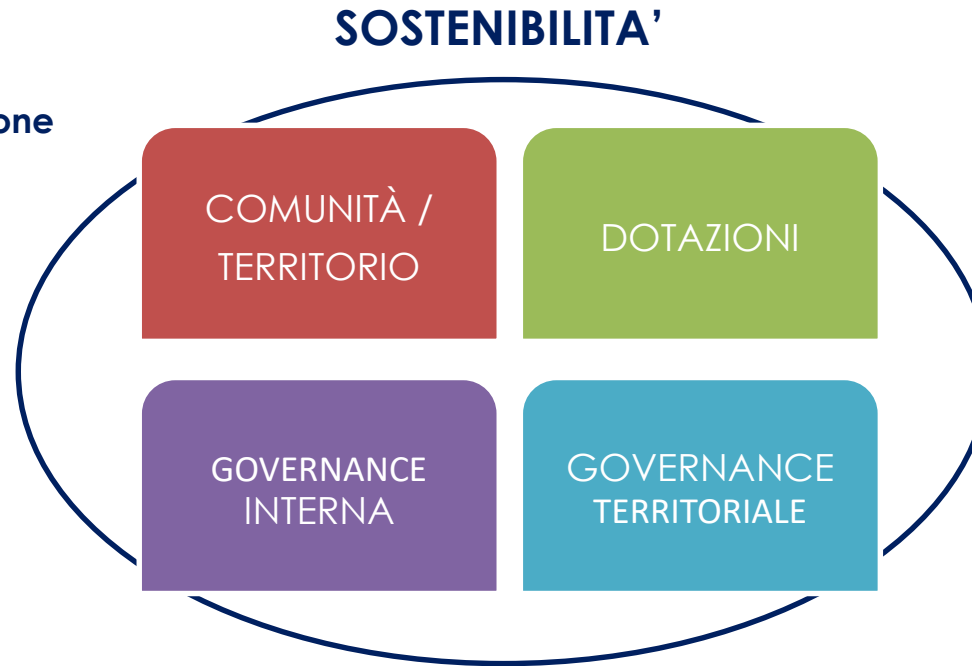 SOSTENIBILITA’
one
COMUNITÀ /
TERRITORIO
DOTAZIONI
GOVERNANCE
INTERNA
GOVERNANCE
TERRITORIALE